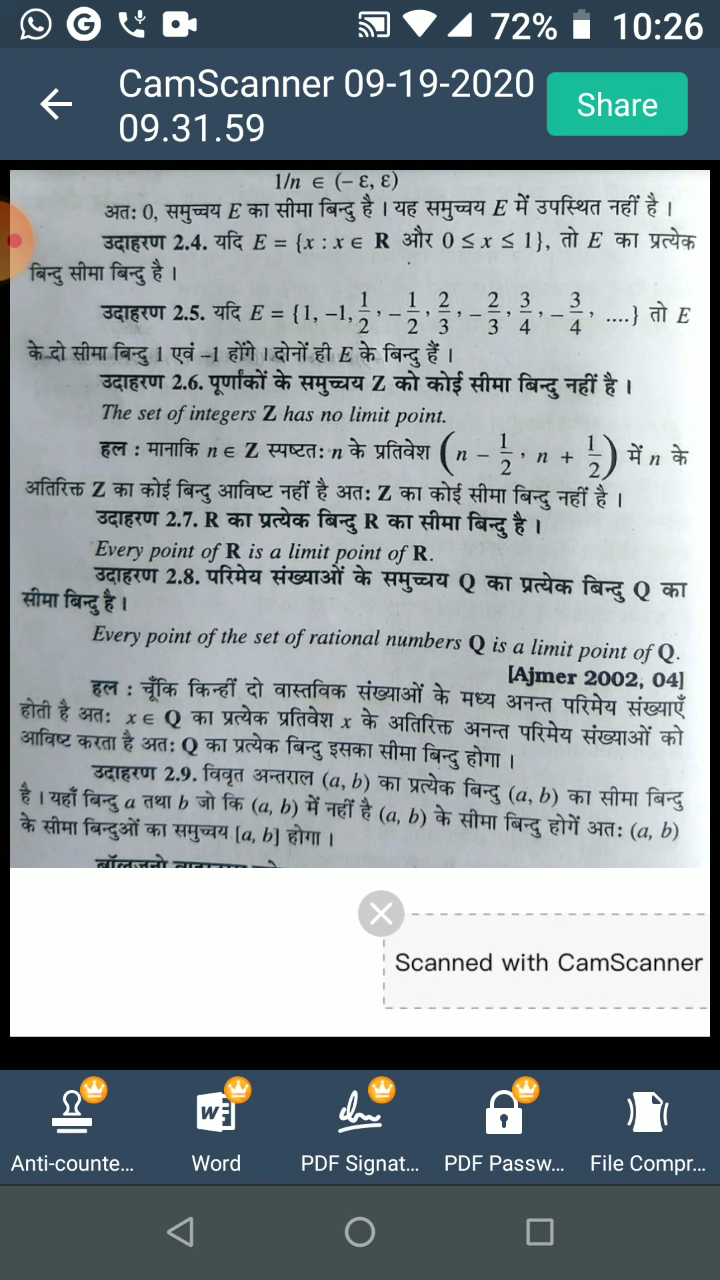 72% 10:26
CamScanner 09-19-2020
09.31.59
Share
1/n ∈ (– ε, ε)
अत: 0, समुच्चय E का सीमा बिन्दु है । यह समुच्चय E में उपस्थित नहीं है ।
उदाहरण 2.4. यदि E = {x : x ∈ R और 0 ≤ x ≤ 1}, तो E का प्रत्येक
बिन्दु सीमा बिन्दु है ।
उदाहरण 2.5. यदि E = {1, –1, 1/2, – 1/2, 2/3, – 2/3, 3/4, – 3/4, ....} तो E
के दो सीमा बिन्दु 1 एवं –1 होंगे । दोनों ही E के बिन्दु हैं ।
उदाहरण 2.6. पूर्णांकों के समुच्चय Z को कोई सीमा बिन्दु नहीं है ।
The set of integers Z has no limit point.
हल : मानाकि n ∈ Z स्पष्टत: n के प्रतिवेश (n – 1/2, n + 1/2) में n के
अतिरिक्त Z का कोई बिन्दु आविष्ट नहीं है अत: Z का कोई सीमा बिन्दु नहीं है ।
उदाहरण 2.7. R का प्रत्येक बिन्दु R का सीमा बिन्दु है ।
Every point of R is a limit point of R.
उदाहरण 2.8. परिमेय संख्याओं के समुच्चय Q का प्रत्येक बिन्दु Q का
सीमा बिन्दु है ।
Every point of the set of rational numbers Q is a limit point of Q.
[Ajmer 2002, 04]
हल : चूँकि किन्हीं दो वास्तविक संख्याओं के मध्य अनन्त परिमेय संख्याएँ
होती है अत: x ∈ Q का प्रत्येक प्रतिवेश x के अतिरिक्त अनन्त परिमेय संख्याओं को
आविष्ट करता है अत: Q का प्रत्येक बिन्दु इसका सीमा बिन्दु होगा ।
उदाहरण 2.9. विवृत अन्तराल (a, b) का प्रत्येक बिन्दु (a, b) का सीमा बिन्दु
है । यहाँ बिन्दु a तथा b जो कि (a, b) में नहीं है (a, b) के सीमा बिन्दु होगें अत: (a, b)
के सीमा बिन्दुओं का समुच्चय [a, b] होगा ।
Scanned with CamScanner
Anti-counte... Word PDF Signat... PDF Passw... File Compr...